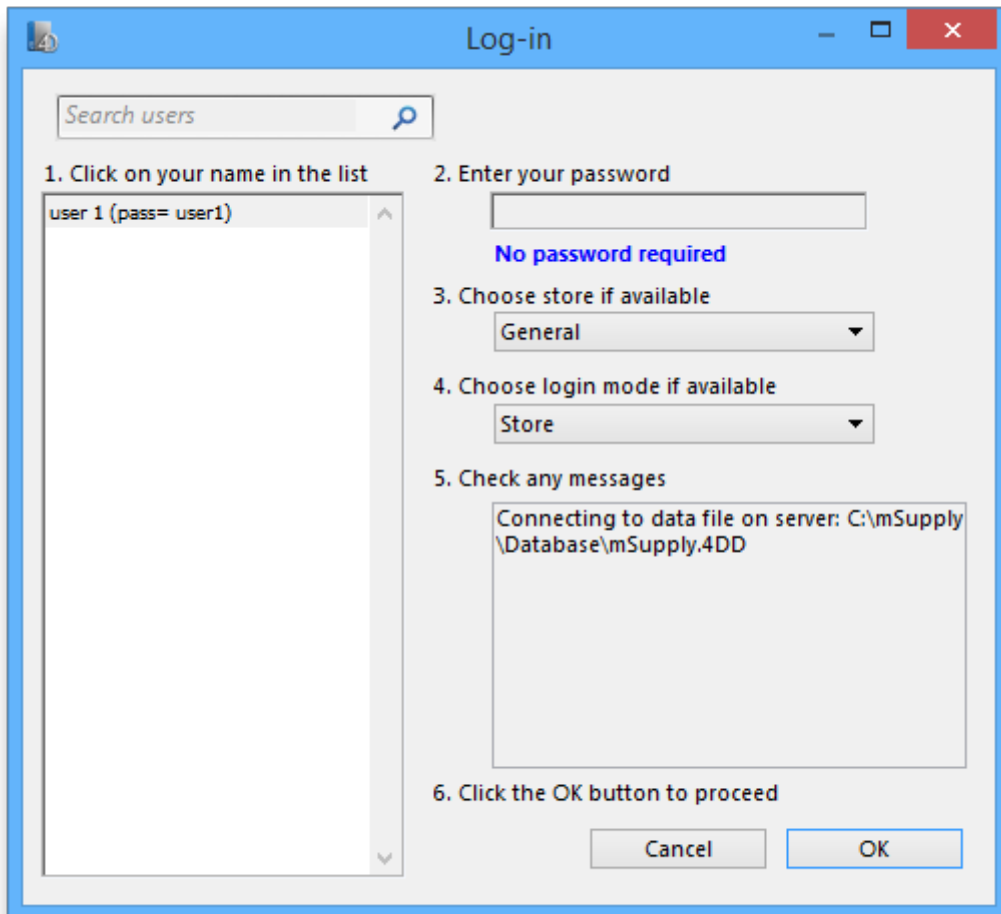 Log-in
Search users
1. Click on your name in the list
user 1 (pass= user1)
2. Enter your password
No password required
3. Choose store if available
General
4. Choose login mode if available
Store
5. Check any messages
Connecting to data file on server: C:\mSupply
\Database\mSupply.4DD
6. Click the OK button to proceed
Cancel
OK